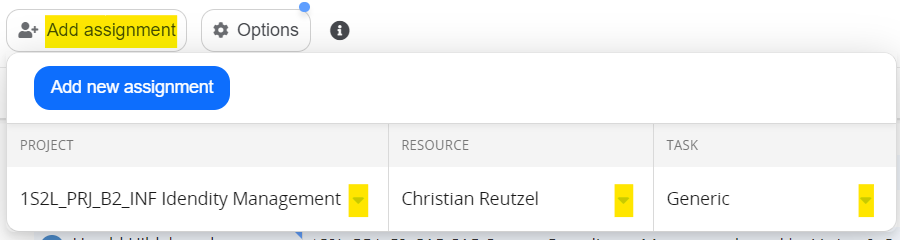 Add assignment Options
Add new assignment
PROJECT RESOURCE TASK
1S2L_PRJ_B2_INF Idendity Management Christian Reutzel Generic